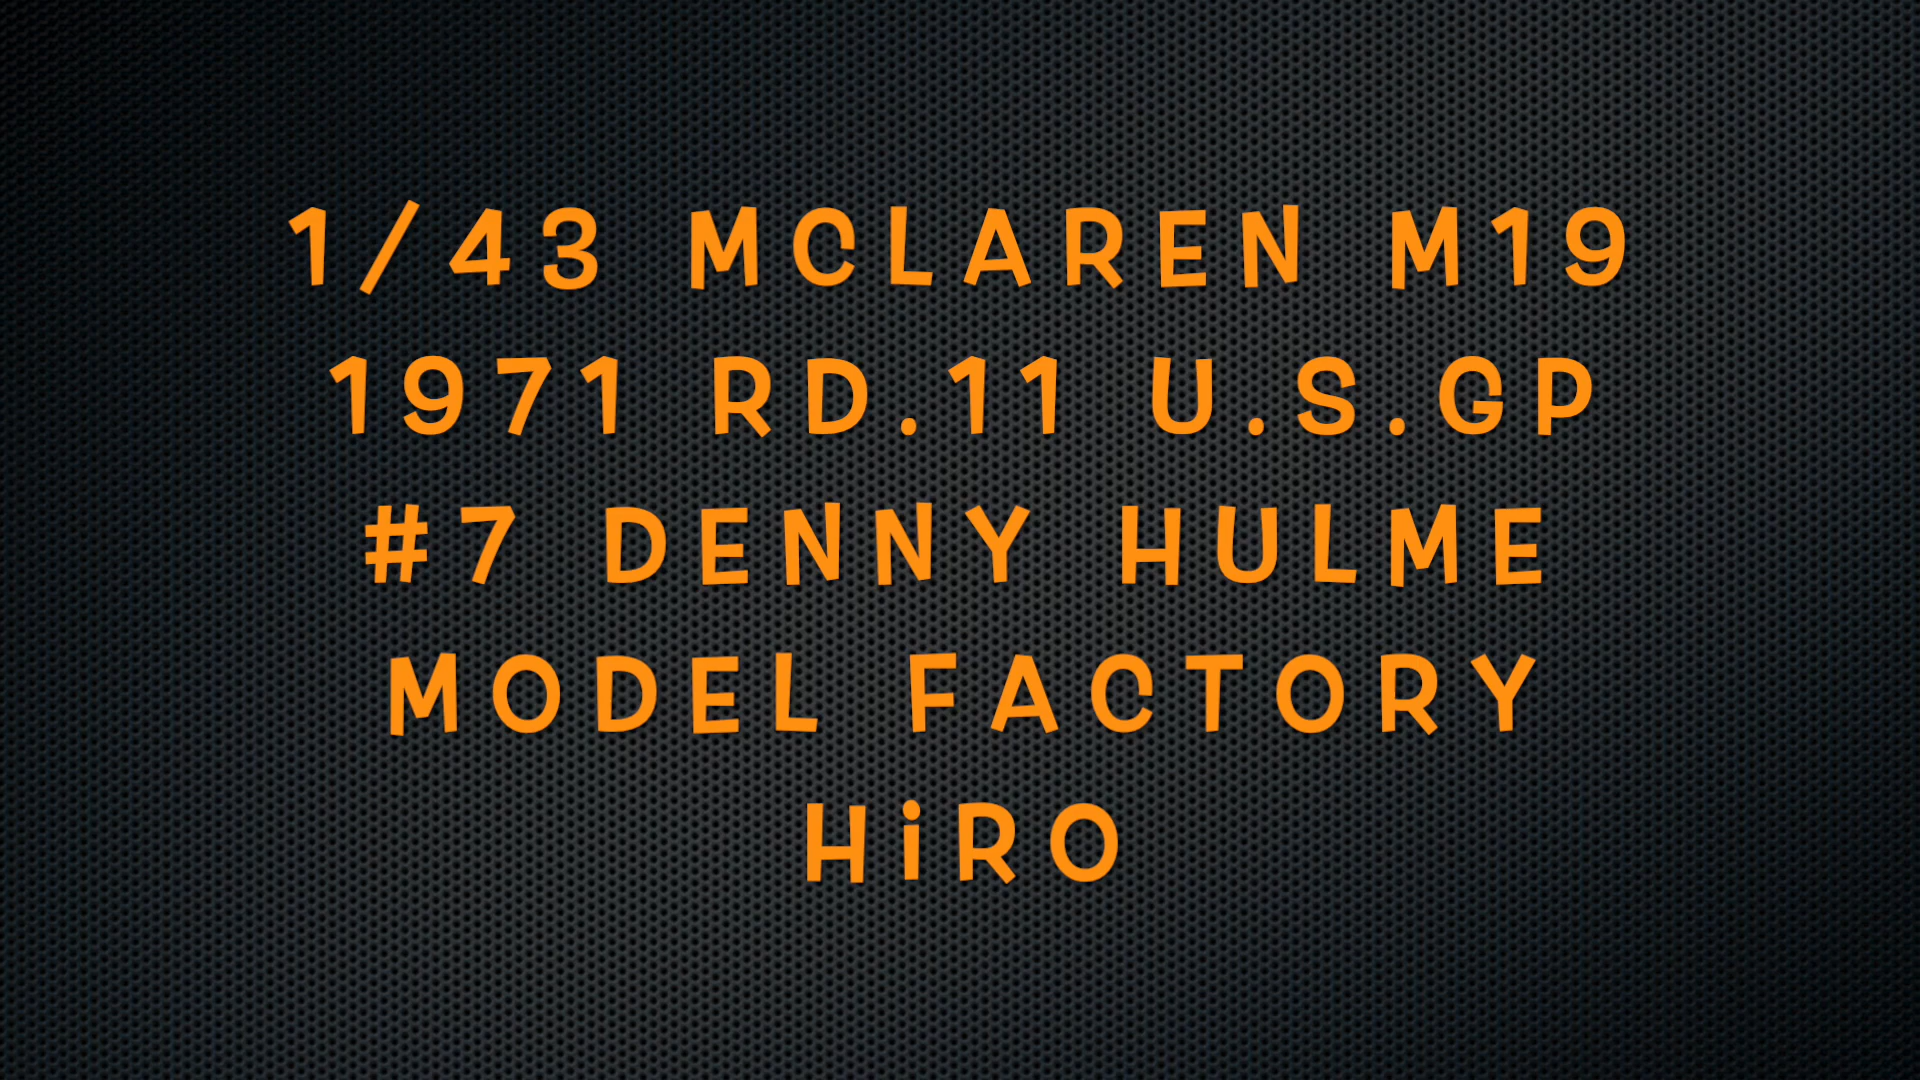 1/43 MCLAREN M19
1971 RD.11 U.S.GP
#7 DENNY HULME
MODEL FACTORY
HiRO